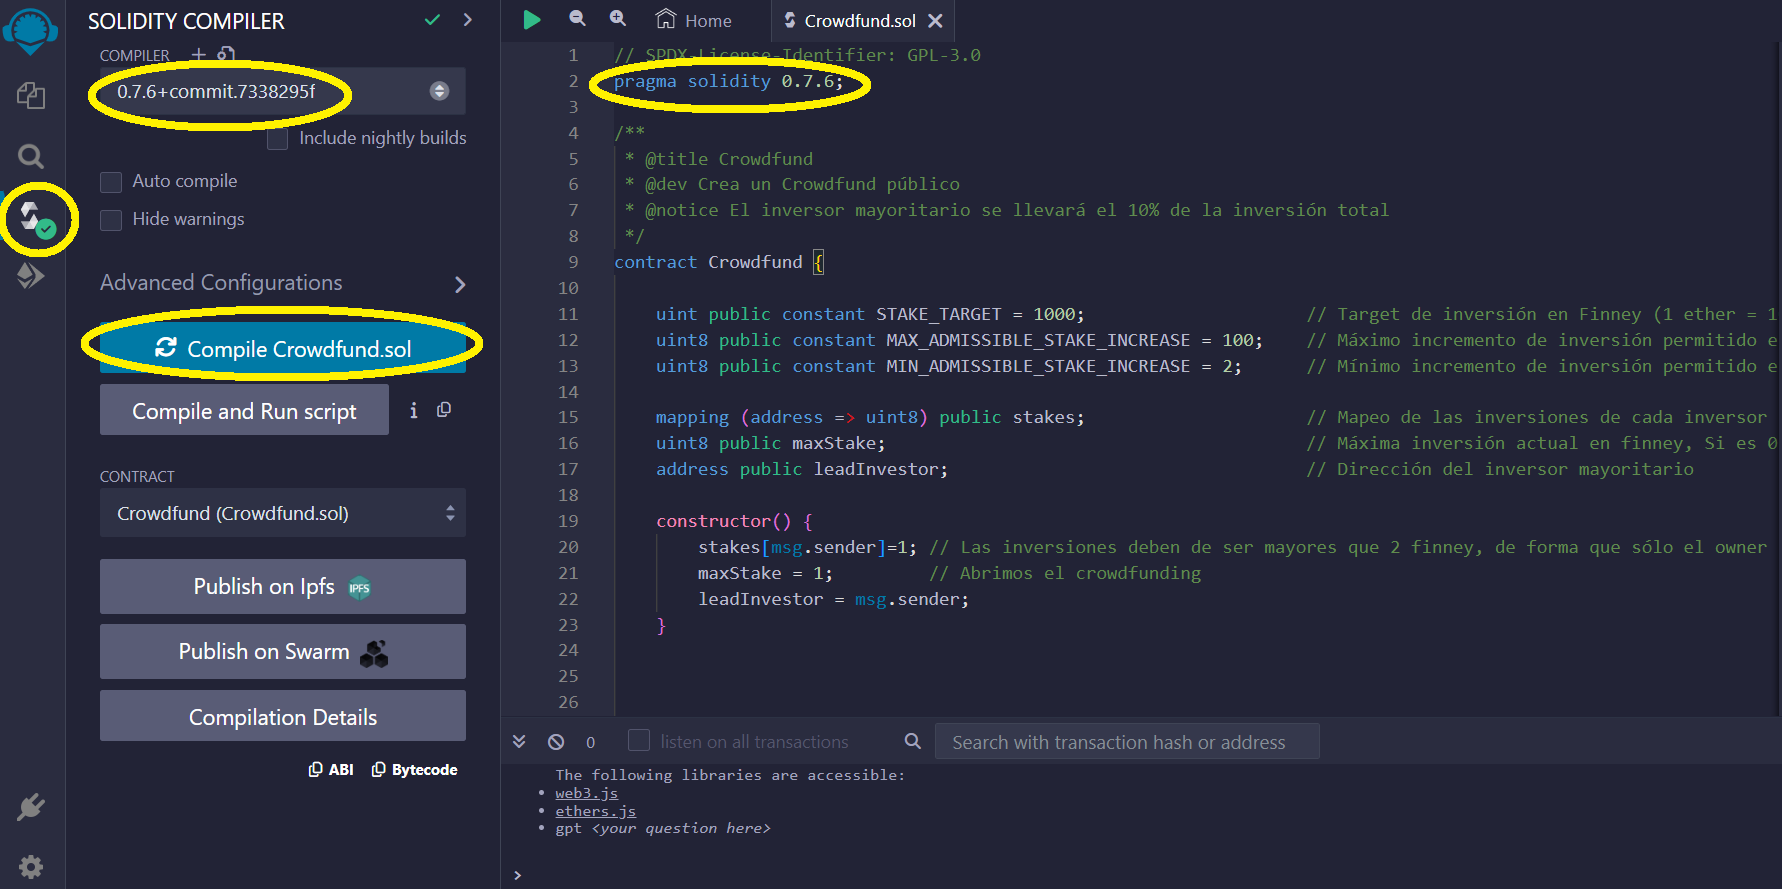 SOLIDITY COMPILER
COMPILER
0.7.6+commit.7338295f
Include nightly builds
Auto compile
Hide warnings
Advanced Configurations
Compile Crowdfund.sol
Compile and Run script
CONTRACT
Crowdfund (Crowdfund.sol)
Publish on Ipfs
IPFS
Publish on Swarm
Compilation Details
ABI
Bytecode
Home
Crowdfund.sol
1 // SPDX-License-Identifier: GPL-3.0
2 pragma solidity 0.7.6;
3
4 /**
5 * @title Crowdfund
6 * @dev Crea un Crowdfund público
7 * @notice El inversor mayoritario se llevará el 10% de la inversión total
8 */
9 contract Crowdfund {
10
11 uint public constant STAKE_TARGET = 1000; // Target de inversión en Finney (1 ether = 1
12 uint8 public constant MAX_ADMISSIBLE_STAKE_INCREASE = 100; // Máximo incremento de inversión permitido e
13 uint8 public constant MIN_ADMISSIBLE_STAKE_INCREASE = 2; // Mínimo incremento de inversión permitido e
14
15 mapping (address => uint8) public stakes; // Mapeo de las inversiones de cada inversor
16 uint8 public maxStake; // Máxima inversión actual en finney, Si es 0
17 address public leadInvestor; // Dirección del inversor mayoritario
18
19 constructor() {
20 stakes[msg.sender]=1; // Las inversiones deben de ser mayores que 2 finney, de forma que sólo el owner
21 maxStake = 1; // Abrimos el crowdfunding
22 leadInvestor = msg.sender;
23 }
24
25
26
0
listen on all transactions
Search with transaction hash or address
The following libraries are accessible:
• web3.js
• ethers.js
• gpt <your question here>
>